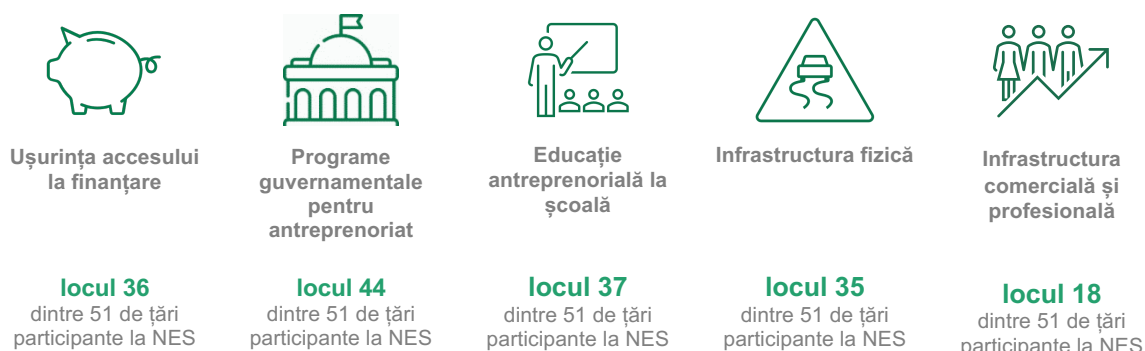 Ușurința accesului
la finanțare
locul 36
dintre 51 de țări
participante la NES
Programe
guvernamentale
pentru
antreprenoriat
locul 44
dintre 51 de țări
participante la NES
Educație
antreprenorială la
școală
locul 37
dintre 51 de țări
participante la NES
Infrastructura fizică
locul 35
dintre 51 de țări
participante la NES
Infrastructura
comercială și
profesională
locul 18
dintre 51 de țări
participante la NES